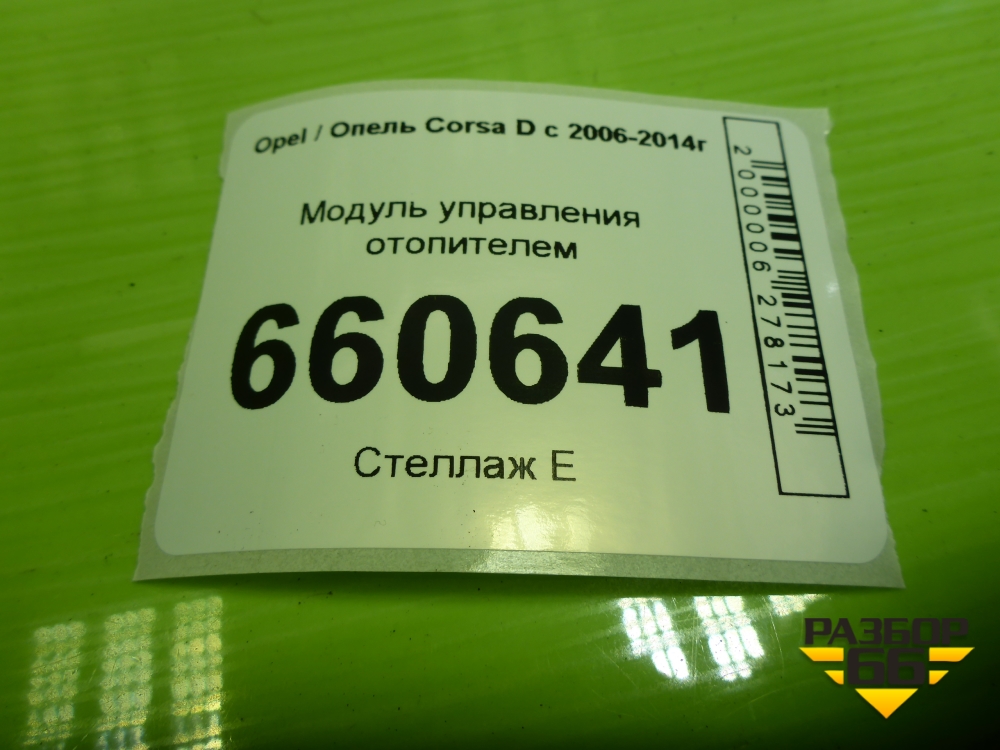 Opel / Опель Corsa D с 2006-2014г
Модуль управления
отопителем
660641
Стеллаж Е
2000006278173
РАЗБОР
66